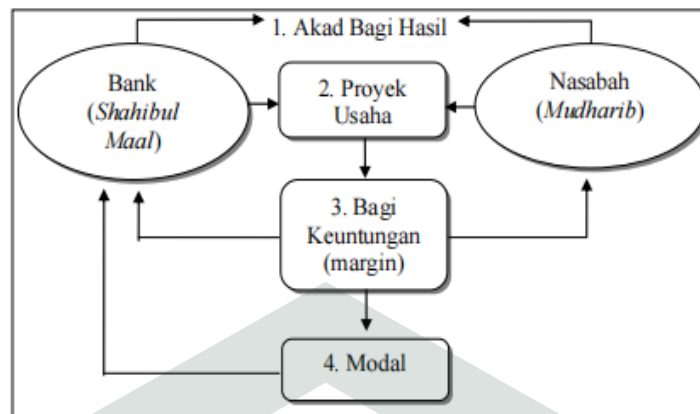 1. Akad Bagi Hasil
Bank
(Shahibul
Maal)
2. Proyek
Usaha
Nasabah
(Mudharib)
3. Bagi
Keuntungan
(margin)
4. Modal